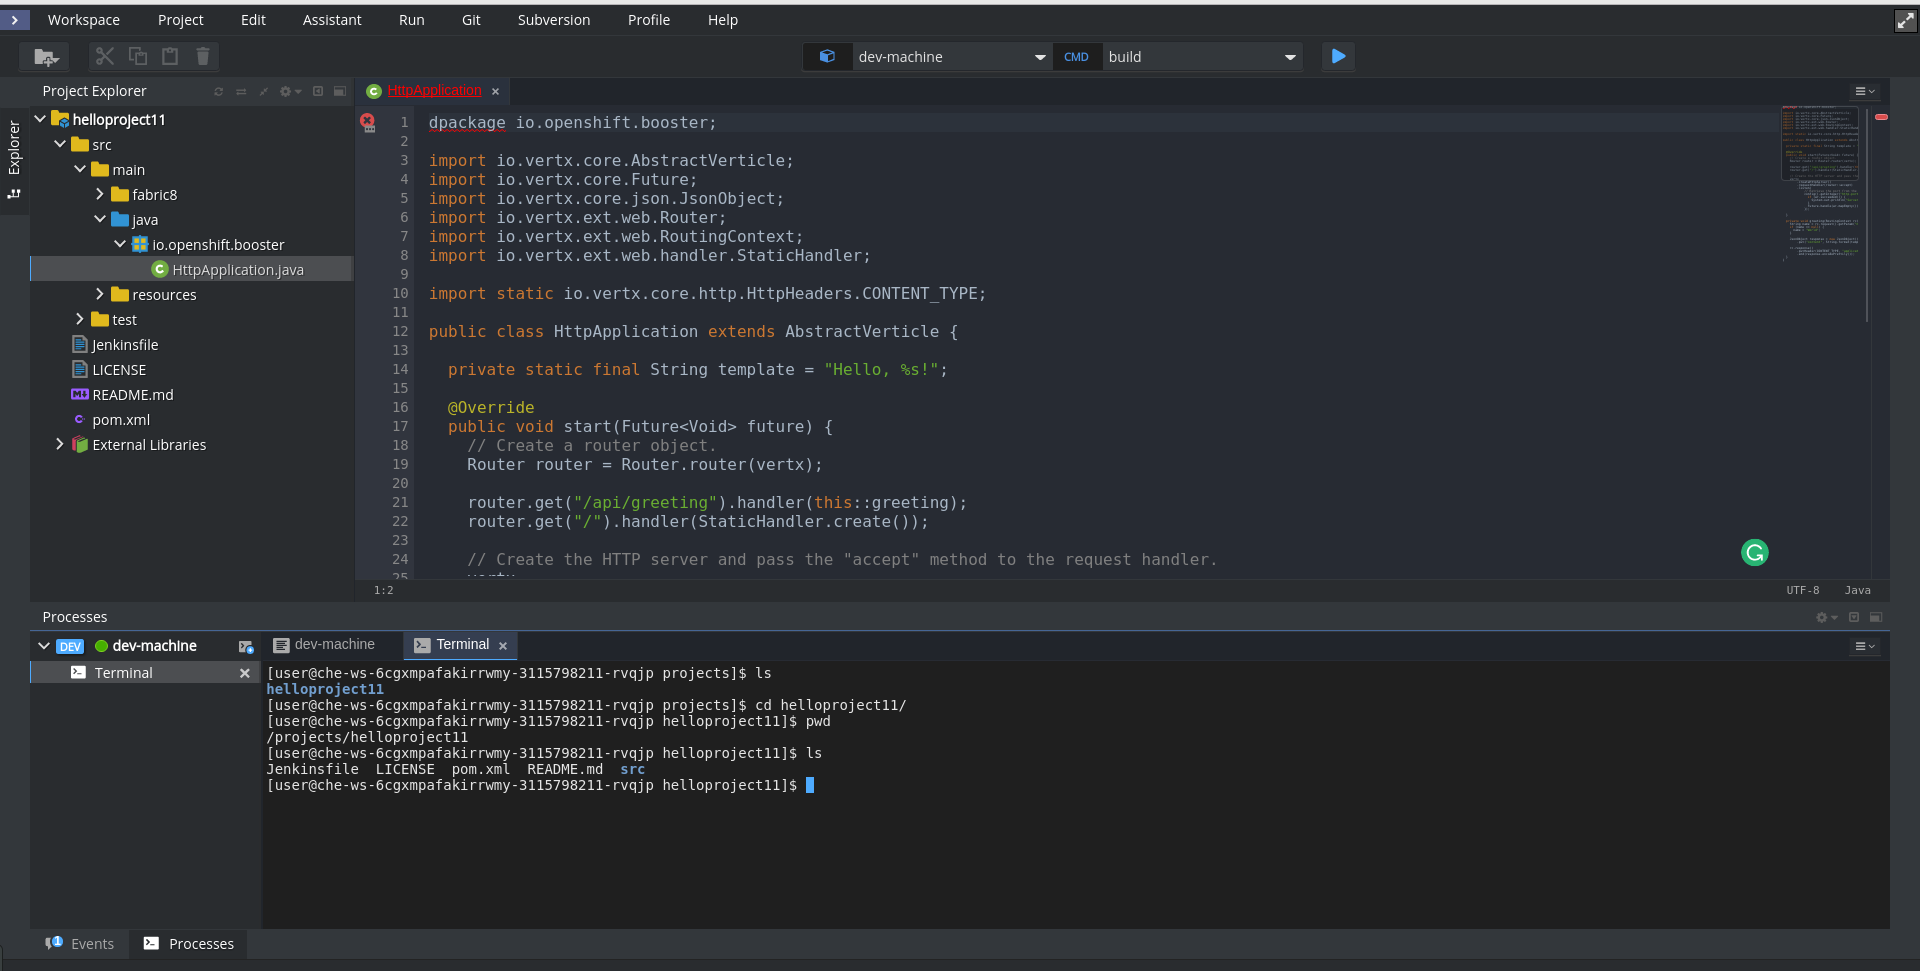 Workspace Project Edit Assistant Run Git Subversion Profile Help
dev-machine CMD build
Project Explorer
HttpApplication
Explorer
helloproject11
src
main
fabric8
java
io.openshift.booster
HttpApplication.java
resources
test
Jenkinsfile
LICENSE
README.md
pom.xml
External Libraries
1 dpackage io.openshift.booster;
2
3 import io.vertx.core.AbstractVerticle;
4 import io.vertx.core.Future;
5 import io.vertx.core.json.JsonObject;
6 import io.vertx.ext.web.Router;
7 import io.vertx.ext.web.RoutingContext;
8 import io.vertx.ext.web.handler.StaticHandler;
9
10 import static io.vertx.core.http.HttpHeaders.CONTENT_TYPE;
11
12 public class HttpApplication extends AbstractVerticle {
13
14 private static final String template = "Hello, %s!";
15
16 @Override
17 public void start(Future<Void> future) {
18 // Create a router object.
19 Router router = Router.router(vertx);
20
21 router.get("/api/greeting").handler(this::greeting);
22 router.get("/").handler(StaticHandler.create());
23
24 // Create the HTTP server and pass the "accept" method to the request handler.
25 vertx
1:2 UTF-8 Java
Processes
DEV dev-machine
Terminal
dev-machine Terminal
[user@che-ws-6cgxmpafakirrwmy-3115798211-rvqjp projects]$ ls
helloproject11
[user@che-ws-6cgxmpafakirrwmy-3115798211-rvqjp projects]$ cd helloproject11/
[user@che-ws-6cgxmpafakirrwmy-3115798211-rvqjp helloproject11]$ pwd
/projects/helloproject11
[user@che-ws-6cgxmpafakirrwmy-3115798211-rvqjp helloproject11]$ ls
Jenkinsfile LICENSE pom.xml README.md src
[user@che-ws-6cgxmpafakirrwmy-3115798211-rvqjp helloproject11]$
1 Events Processes